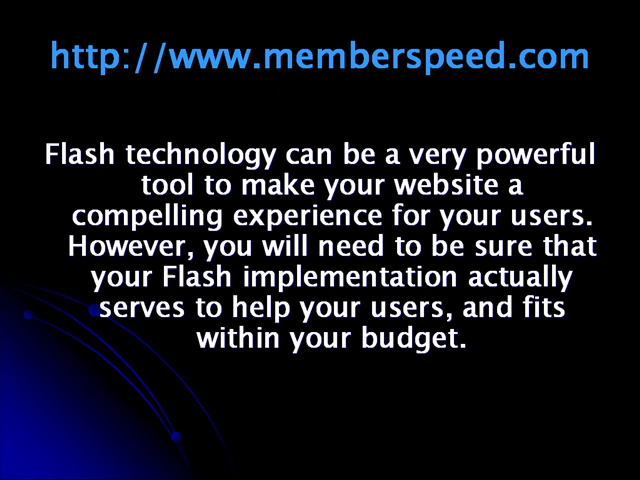 http://www.memberspeed.com
Flash technology can be a very powerful
tool to make your website a
compelling experience for your users.
However, you will need to be sure that
your Flash implementation actually
serves to help your users, and fits
within your budget.